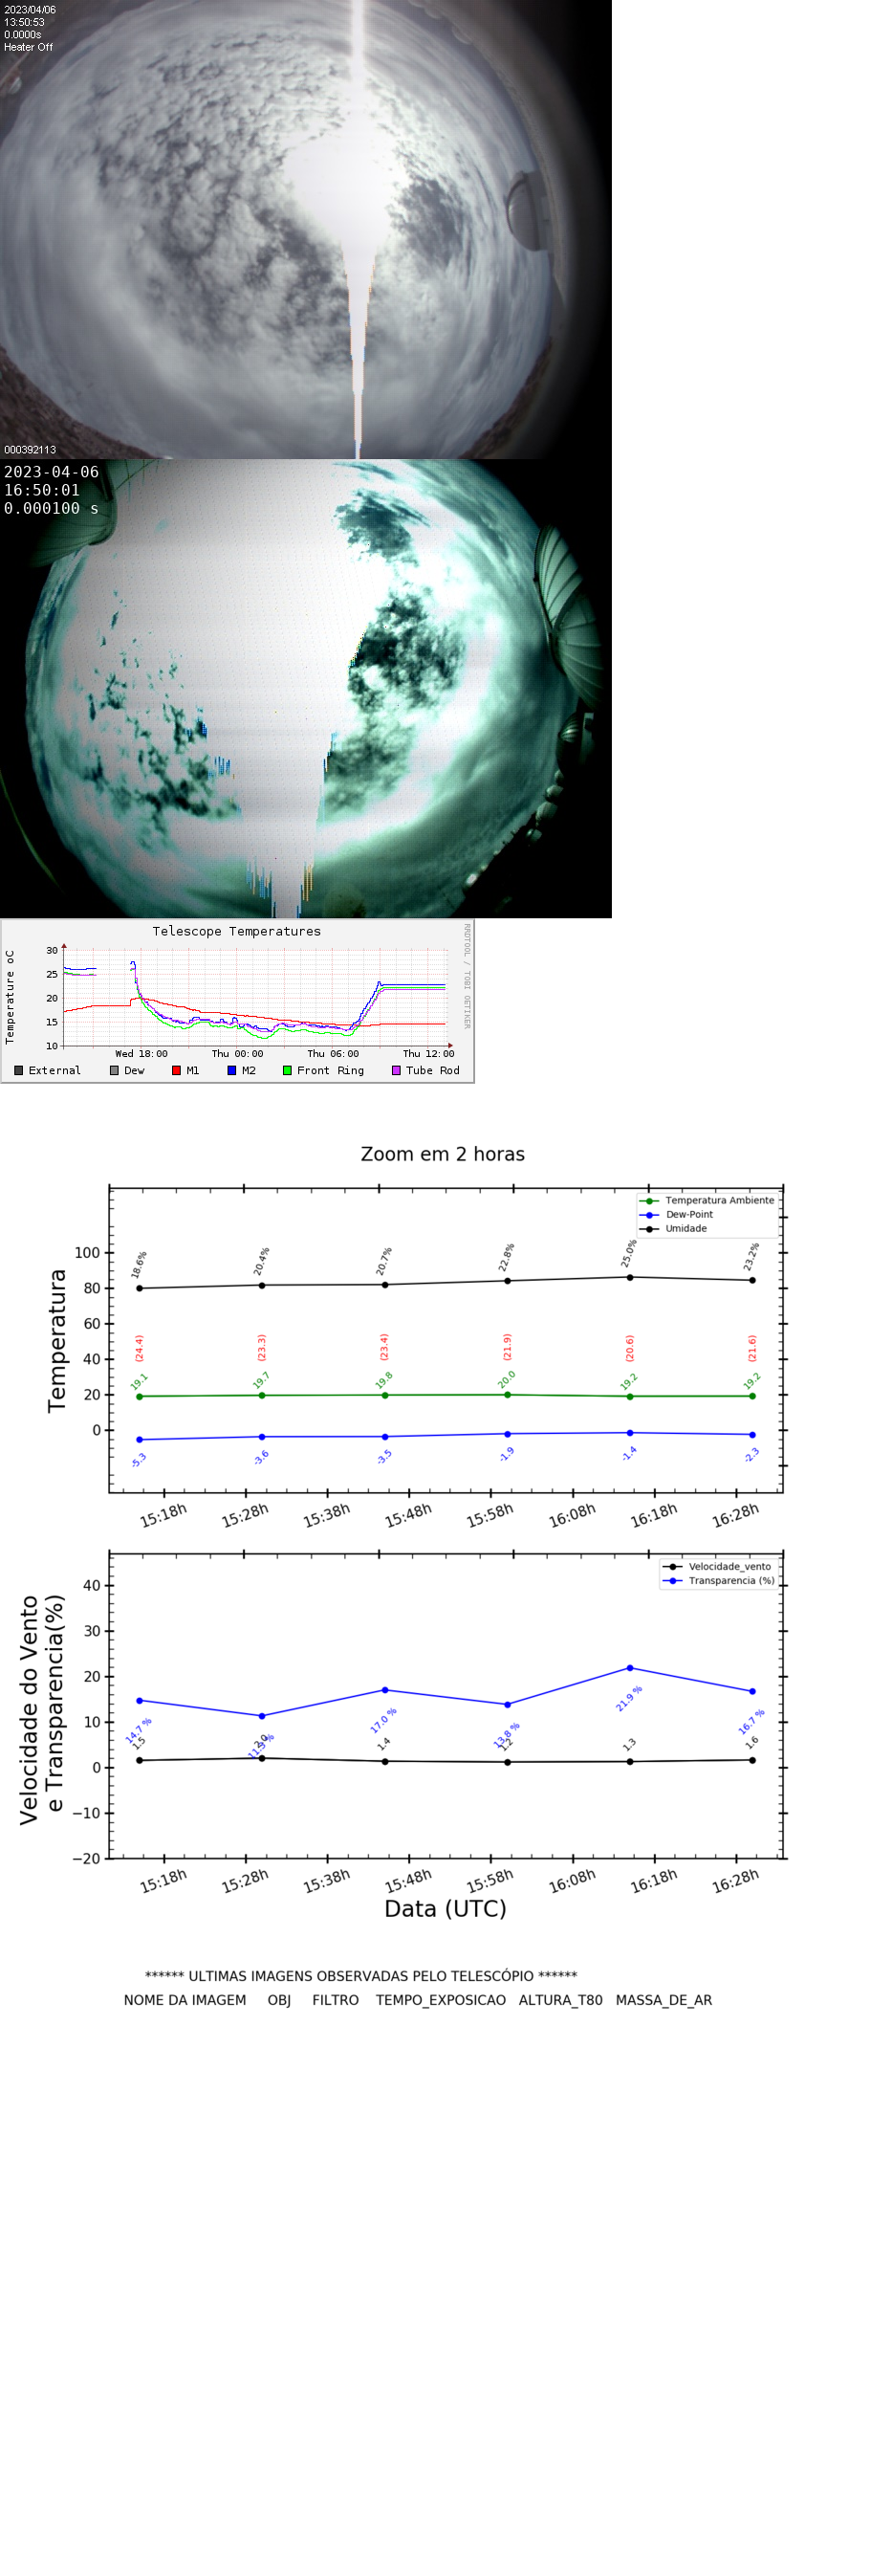 2023/04/06
13:50:53
0.0000s
Heater Off
000392113
2023-04-06
16:50:01
0.000100 s
Telescope Temperatures
RRDTOOL / TOBI OETIKER
Temperature oC
30
25
20
15
10
Wed 18:00 Thu 00:00 Thu 06:00 Thu 12:00
External Dew M1 M2 Front Ring Tube Rod
Zoom em 2 horas
Temperatura Ambiente
Dew-Point
Umidade
Temperatura
100
80
60
40
20
0
18.6% 20.4% 20.7% 22.8% 25.0% 23.2%
(24.4) (23.3) (23.4) (21.9) (20.6) (21.6)
19.1 19.7 19.8 20.0 19.2 19.2
-5.3 -3.6 -3.5 -1.9 -1.4 -2.3
15:18h 15:28h 15:38h 15:48h 15:58h 16:08h 16:18h 16:28h
Velocidade_vento
Transparencia (%)
Velocidade do Vento
e Transparencia(%)
40
30
20
10
0
−10
−20
14.7 % 17.0 % 13.8 % 21.9 % 16.7 %
1.5 2.0 1.4 1.2 1.3 1.6
15:18h 15:28h 15:38h 15:48h 15:58h 16:08h 16:18h 16:28h
Data (UTC)
****** ULTIMAS IMAGENS OBSERVADAS PELO TELESCÓPIO ******
NOME DA IMAGEM OBJ FILTRO TEMPO_EXPOSICAO ALTURA_T80 MASSA_DE_AR